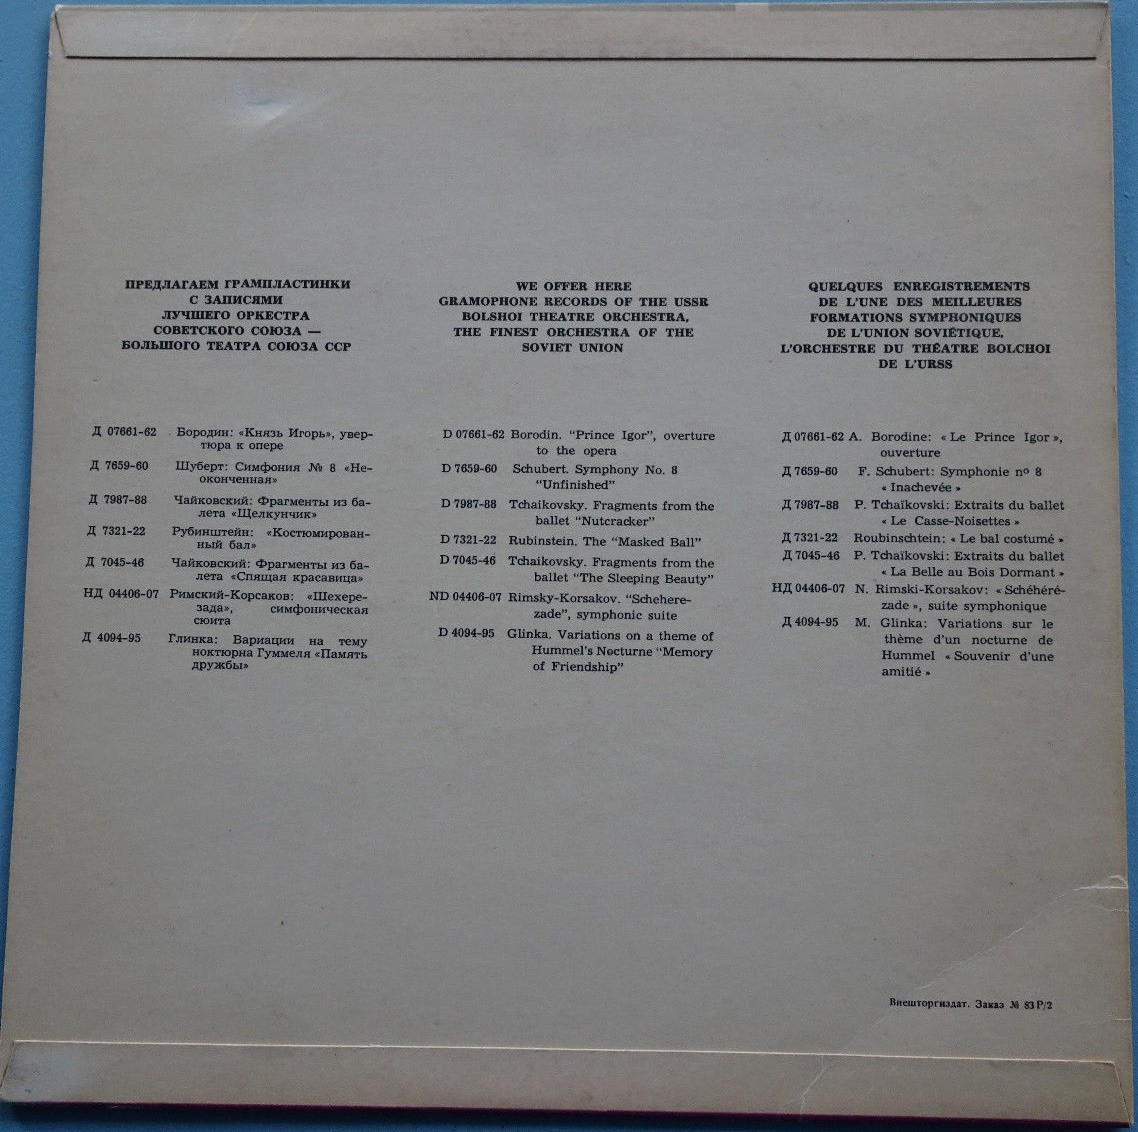 ПРЕДЛАГАЕМ ГРАМПЛАСТИНКИ
С ЗАПИСЯМИ
ЛУЧШЕГО ОРКЕСТРА
СОВЕТСКОГО СОЮЗА —
БОЛЬШОГО ТЕАТРА СОЮЗА ССР
Д 07661-62 Бородин: «Князь Игорь», увер-
тюра к опере
Д 7659-60 Шуберт: Симфония № 8 «Не-
оконченная»
Д 7987-88 Чайковский: Фрагменты из ба-
лета «Щелкунчик»
Д 7321-22 Рубинштейн: «Костюмирован-
ный бал»
Д 7045-46 Чайковский: Фрагменты из ба-
лета «Спящая красавица»
НД 04406-07 Римский-Корсаков: «Шехере-
зада», симфоническая
сюита
Д 4094-95 Глинка: Вариации на тему
ноктюрна Гуммеля «Память
дружбы»
WE OFFER HERE
GRAMOPHONE RECORDS OF THE USSR
BOLSHOI THEATRE ORCHESTRA,
THE FINEST ORCHESTRA OF THE
SOVIET UNION
D 07661-62 Borodin. “Prince Igor”, overture
to the opera
D 7659-60 Schubert. Symphony No. 8
“Unfinished”
D 7987-88 Tchaikovsky. Fragments from the
ballet “Nutcracker”
D 7321-22 Rubinstein. The “Masked Ball”
D 7045-46 Tchaikovsky. Fragments from the
ballet “The Sleeping Beauty”
ND 04406-07 Rimsky-Korsakov. “Schehere-
zade”, symphonic suite
D 4094-95 Glinka. Variations on a theme of
Hummel's Nocturne “Memory
of Friendship”
QUELQUES ENREGISTREMENTS
DE L'UNE DES MEILLEURES
FORMATIONS SYMPHONIQUES
DE L'UNION SOVIÉTIQUE,
L'ORCHESTRE DU THÉATRE BOLCHOI
DE L'URSS
Д 07661-62 A. Borodine: « Le Prince Igor »,
ouverture
Д 7659-60 F. Schubert: Symphonie nº 8
« Inachevée »
Д 7987-88 P. Tchaïkovski: Extraits du ballet
« Le Casse-Noisettes »
Д 7321-22 Roubinschtein: « Le bal costumé »
Д 7045-46 P. Tchaïkovski: Extraits du ballet
« La Belle au Bois Dormant »
НД 04406-07 N. Rimski-Korsakov: « Schéhéré-
zade », suite symphonique
Д 4094-95 M. Glinka: Variations sur le
thème d'un nocturne de
Hummel « Souvenir d'une
amitié »
Внешторгиздат. Заказ № 83 Р/2